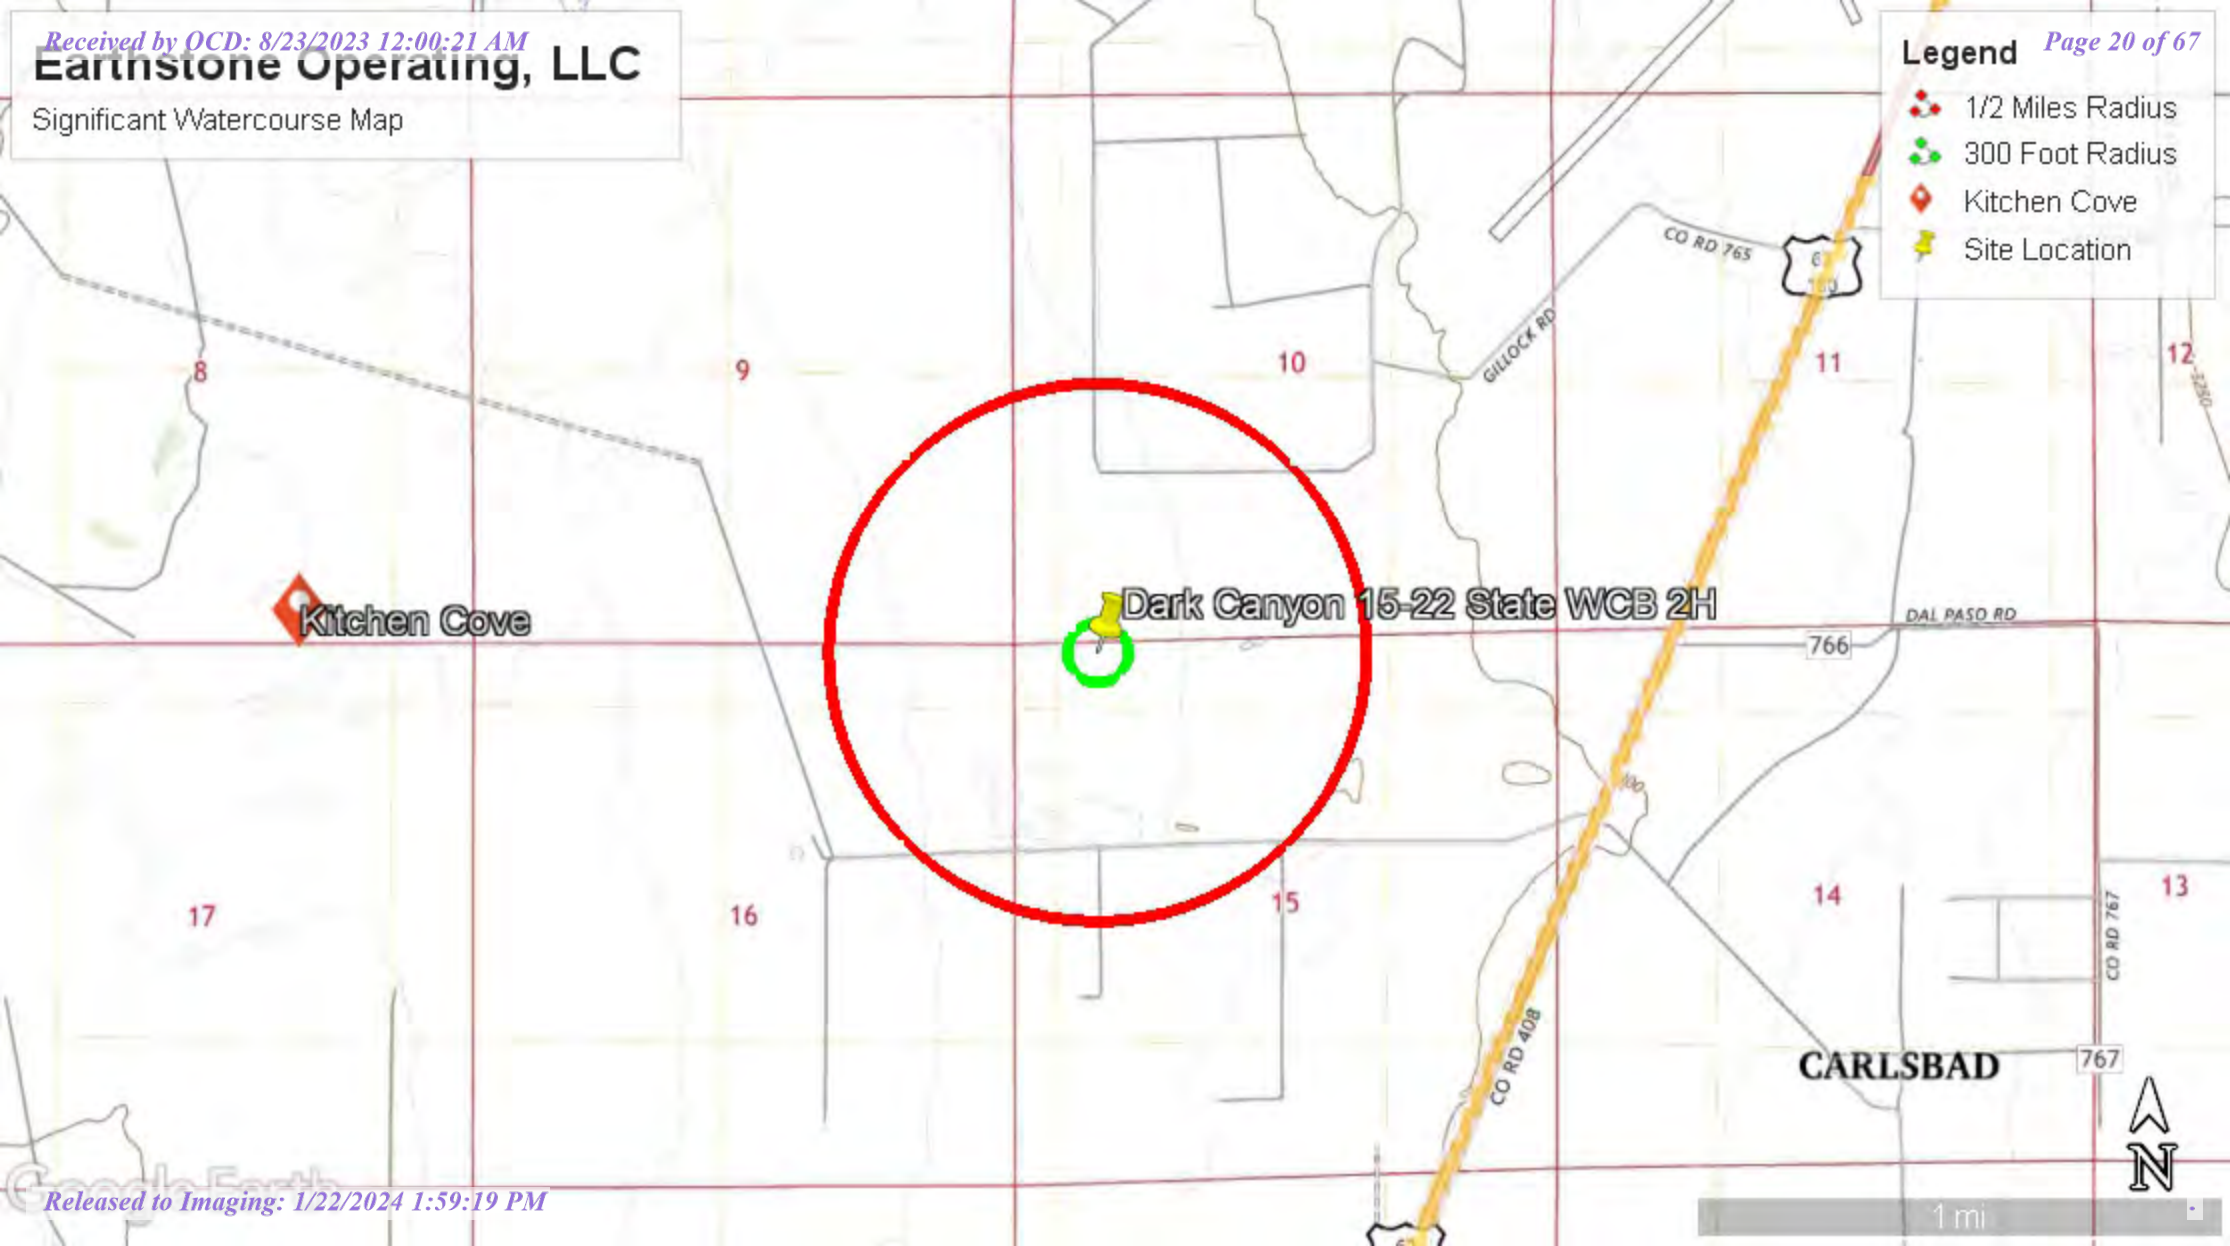 Received by OCD: 8/23/2023 12:00:21 AM
Page 20 of 67
Earthstone Operating, LLC
Significant Watercourse Map
Legend
1/2 Miles Radius
300 Foot Radius
Kitchen Cove
Site Location
CO RD 765
GILLOCK RD
8
9
10
11
12
3250
Kitchen Cove
Dark Canyon 15-22 State WCB 2H
DAL PASO RD
766
17
16
15
14
13
CO RD 767
CO RD 408
CARLSBAD
767
N
Google Earth
Released to Imaging: 1/22/2024 1:59:19 PM
1 mi